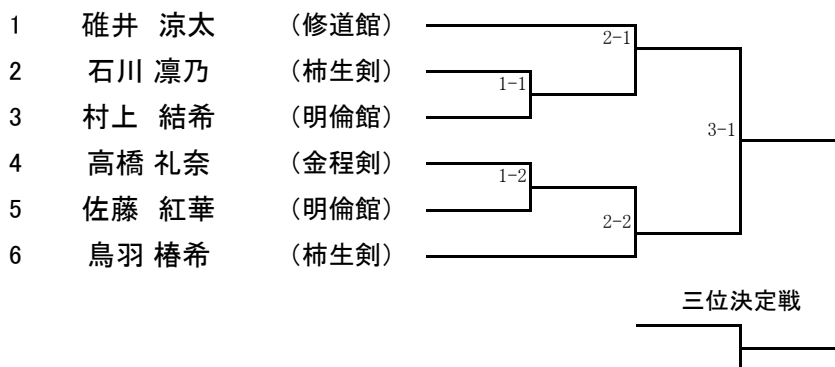 1 碓井 涼太 （修道館）
2-1
2 石川 凛乃 （柿生剣）
1-1
3 村上 結希 （明倫館）
3-1
4 高橋 礼奈 （金程剣）
1-2
5 佐藤 紅華 （明倫館）
2-2
6 鳥羽 椿希 （柿生剣）
三位決定戦